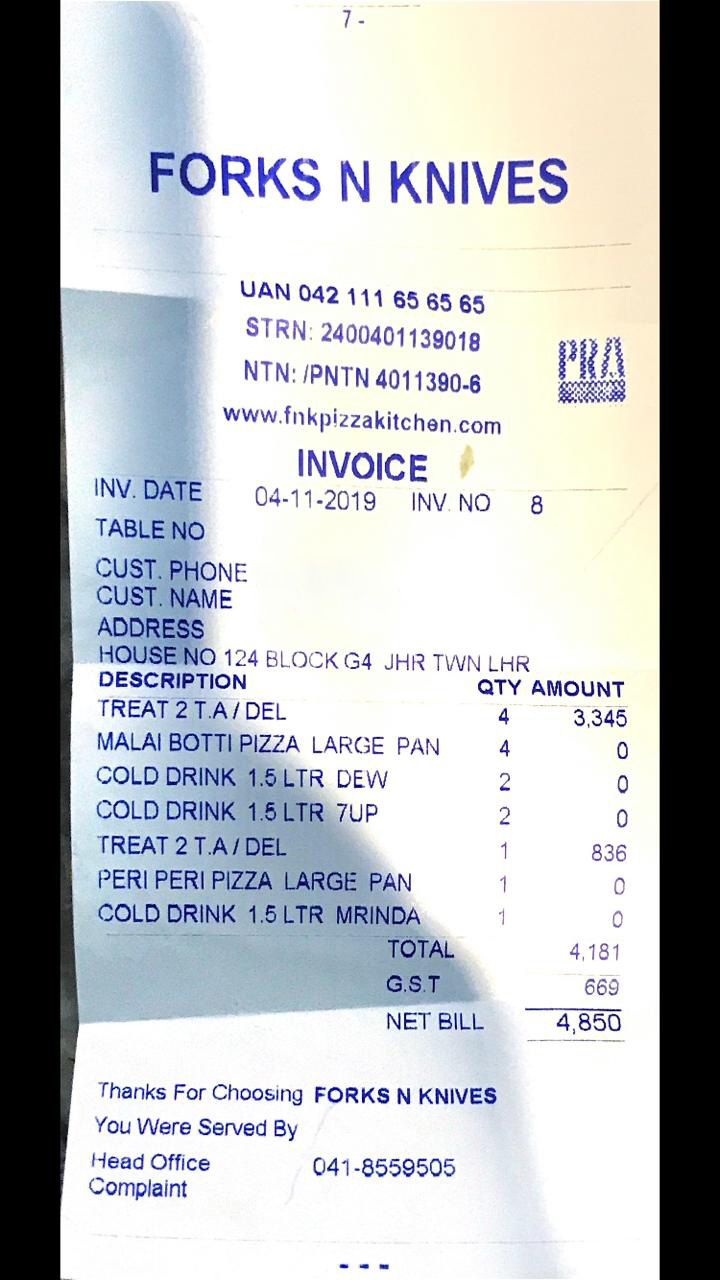 7 -
FORKS N KNIVES
UAN 042 111 65 65 65
STRN: 2400401139018
NTN: /PNTN 4011390-6
PRA
www.fnkpizzakitchen.com
INVOICE
INV. DATE 04-11-2019 INV. NO 8
TABLE NO
CUST. PHONE
CUST. NAME
ADDRESS
HOUSE NO 124 BLOCK G4 JHR TWN LHR
DESCRIPTION QTY AMOUNT
TREAT 2 T.A / DEL 4 3,345
MALAI BOTTI PIZZA LARGE PAN 4 0
COLD DRINK 1.5 LTR DEW 2 0
COLD DRINK 1.5 LTR 7UP 2 0
TREAT 2 T.A / DEL 1 836
PERI PERI PIZZA LARGE PAN 1 0
COLD DRINK 1.5 LTR MRINDA 1 0
TOTAL 4,181
G.S.T 669
NET BILL 4,850
Thanks For Choosing FORKS N KNIVES
You Were Served By
Head Office 041-8559505
Complaint
- - -